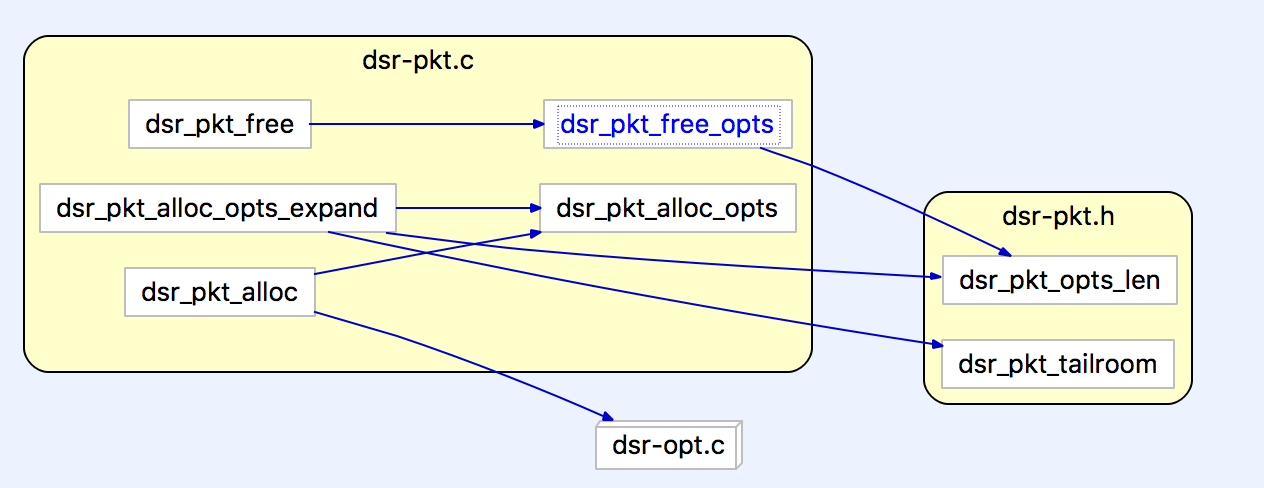 dsr-pkt.c
dsr_pkt_free
dsr_pkt_free_opts
dsr_pkt_alloc_opts_expand
dsr_pkt_alloc_opts
dsr_pkt_alloc
dsr-pkt.h
dsr_pkt_opts_len
dsr_pkt_tailroom
dsr-opt.c